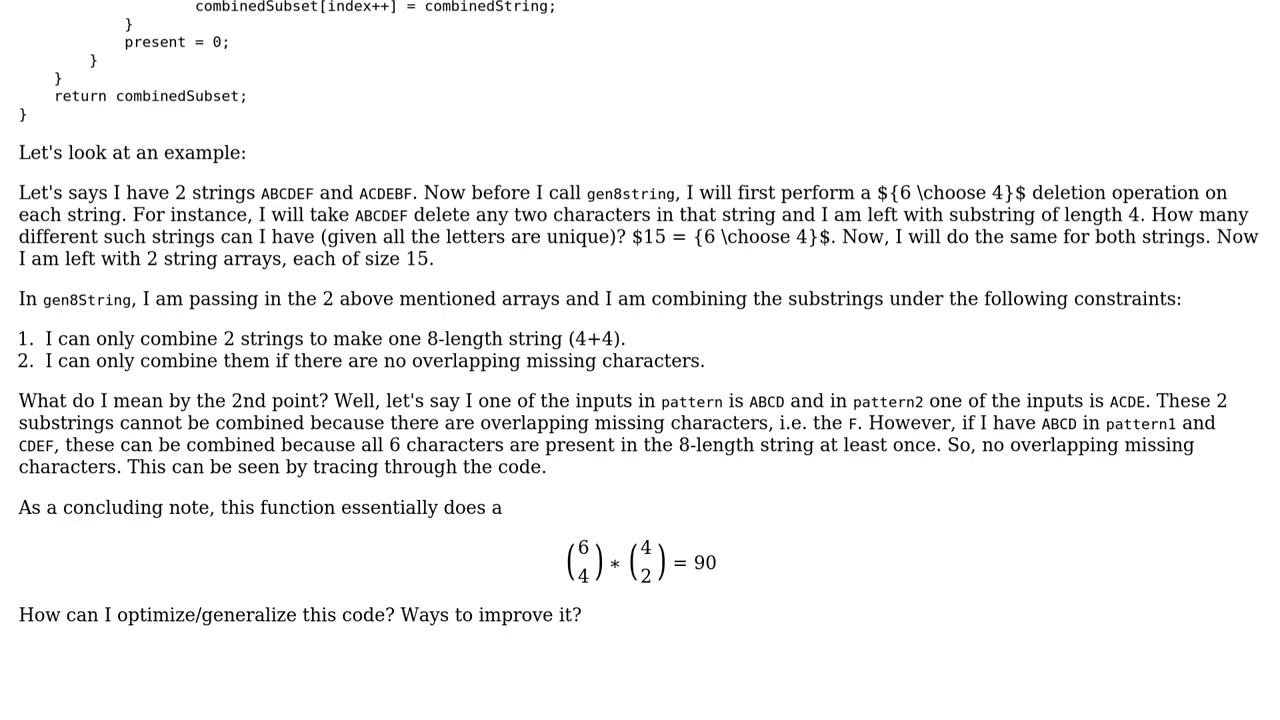 combinedSubset[index++] = combinedString;
}
present = 0;
}
}
return combinedSubset;
}
Let's look at an example:
Let's says I have 2 strings ABCDEF and ACDEBF. Now before I call gen8string, I will first perform a ${6 \choose 4}$ deletion operation on
each string. For instance, I will take ABCDEF delete any two characters in that string and I am left with substring of length 4. How many
different such strings can I have (given all the letters are unique)? $15 = {6 \choose 4}$. Now, I will do the same for both strings. Now
I am left with 2 string arrays, each of size 15.
In gen8String, I am passing in the 2 above mentioned arrays and I am combining the substrings under the following constraints:
1. I can only combine 2 strings to make one 8-length string (4+4).
2. I can only combine them if there are no overlapping missing characters.
What do I mean by the 2nd point? Well, let's say I one of the inputs in pattern is ABCD and in pattern2 one of the inputs is ACDE. These 2
substrings cannot be combined because there are overlapping missing characters, i.e. the F. However, if I have ABCD in pattern1 and
CDEF, these can be combined because all 6 characters are present in the 8-length string at least once. So, no overlapping missing
characters. This can be seen by tracing through the code.
As a concluding note, this function essentially does a
(6 4) * (4 2) = 90
How can I optimize/generalize this code? Ways to improve it?